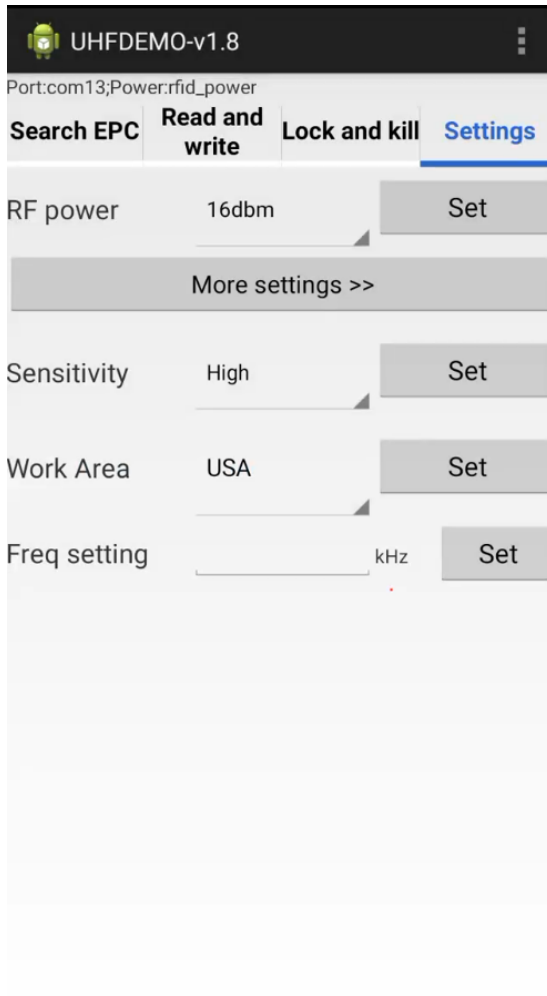 UHFDEMO-v1.8
Port:com13;Power:rfid_power
Search EPC
Read and
write
Lock and kill
Settings
RF power
16dbm
Set
More settings >>
Sensitivity
High
Set
Work Area
USA
Set
Freq setting
kHz
Set